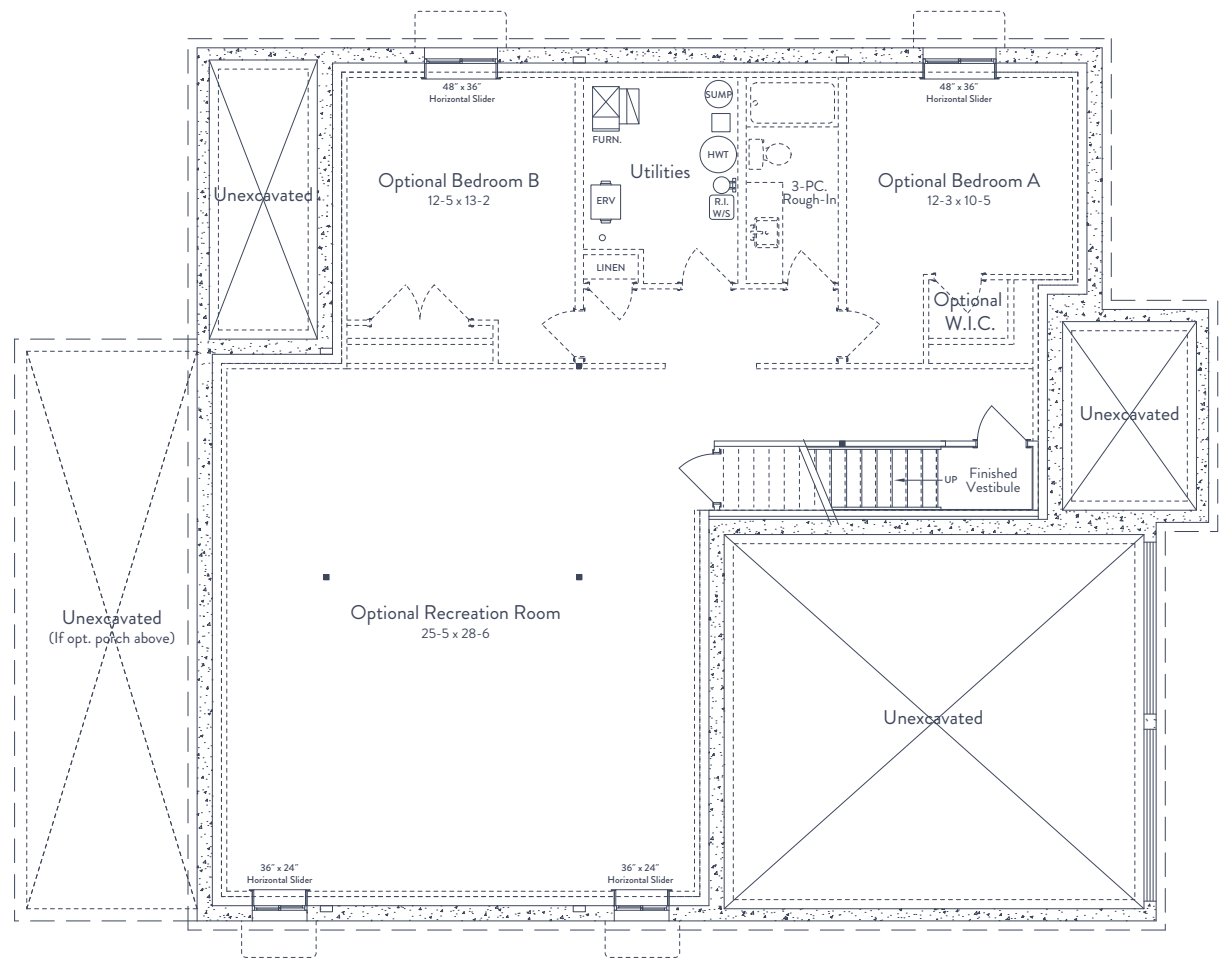 48" x 36"
Horizontal Slider
48" x 36"
Horizontal Slider
SUMP
FURN.
HWT
Utilities
Optional Bedroom B
12-5 x 13-2
Optional Bedroom A
12-3 x 10-5
Unexcavated
3-PC.
Rough-In
ERV
R.I.
W/S
LINEN
Optional
W.I.C.
Unexcavated
UP
Finished
Vestibule
Optional Recreation Room
25-5 x 28-6
Unexcavated
(If opt. porch above)
Unexcavated
36" x 24"
Horizontal Slider
36" x 24"
Horizontal Slider